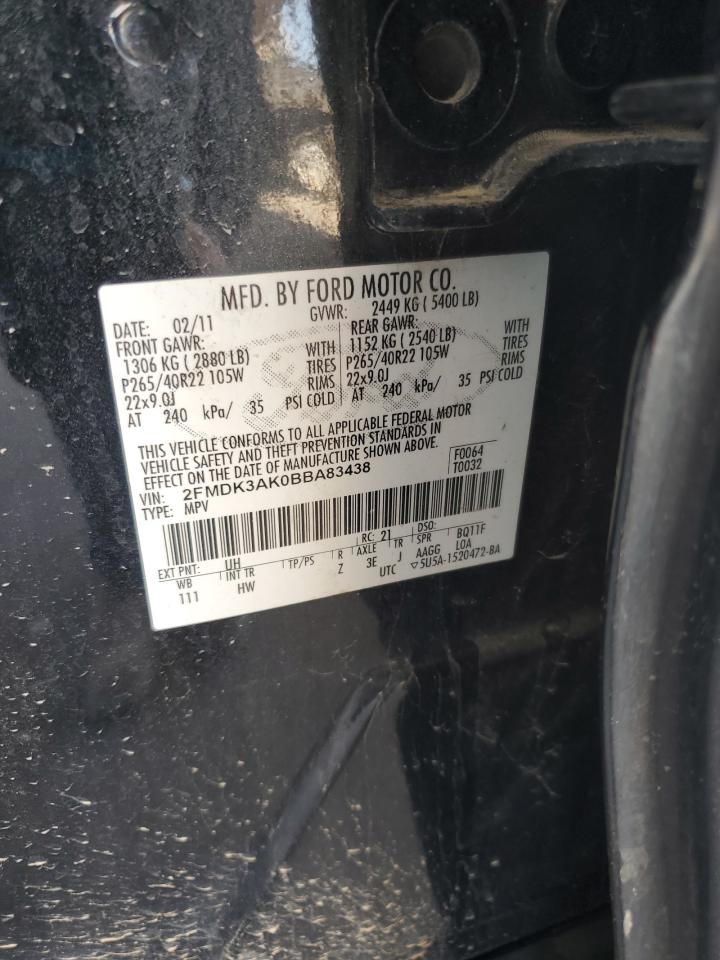 MFD. BY FORD MOTOR CO.
DATE: 02/11 GVWR: 2449 KG ( 5400 LB)
FRONT GAWR: REAR GAWR:
1306 KG ( 2880 LB) WITH 1152 KG ( 2540 LB) WITH
P265/40R22 105W TIRES P265/40R22 105W TIRES
22x9.0J RIMS 22x9.0J RIMS
AT 240 kPa/ 35 PSI COLD AT 240 kPa/ 35 PSI COLD
THIS VEHICLE CONFORMS TO ALL APPLICABLE FEDERAL MOTOR
VEHICLE SAFETY AND THEFT PREVENTION STANDARDS IN
EFFECT ON THE DATE OF MANUFACTURE SHOWN ABOVE.
F0064
VIN: 2FMDK3AK0BBA83438 T0032
TYPE: MPV
RC: 21 DSO:
EXT PNT: UH BQ11F
WB INT TR TP/PS R AXLE TR SPR LOA
111 HW Z 3E J AAGG
UTC ▽5U5A-1520472-BA